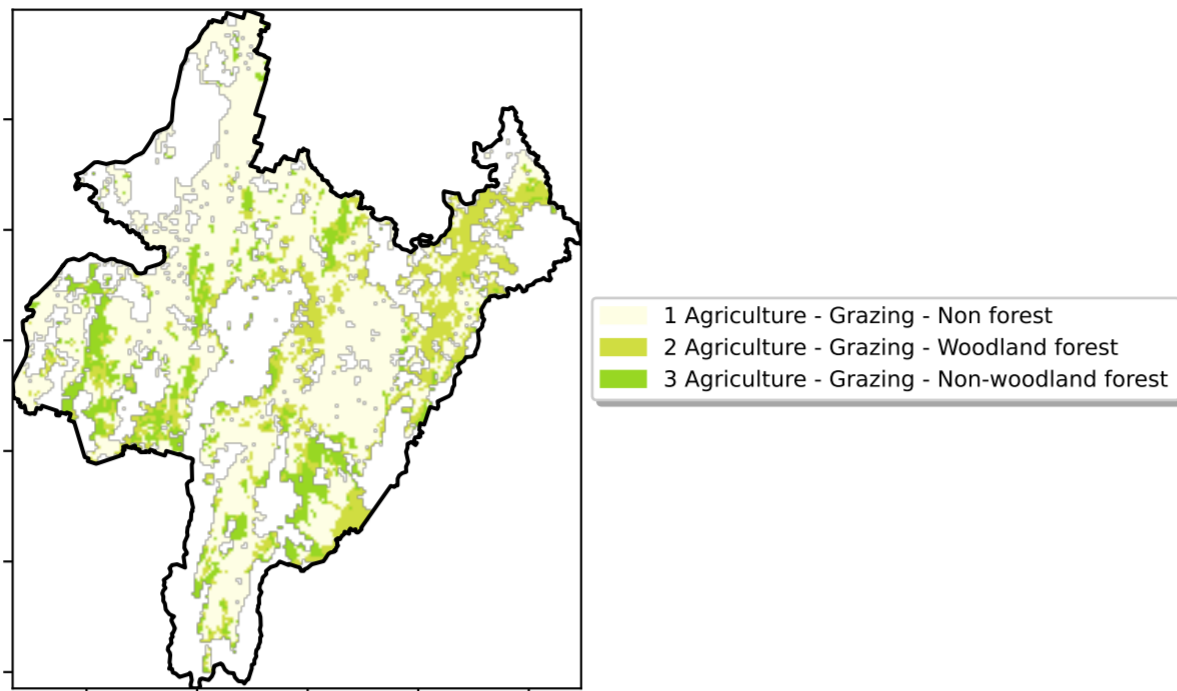 1 Agriculture - Grazing - Non forest
2 Agriculture - Grazing - Woodland forest
3 Agriculture - Grazing - Non-woodland forest